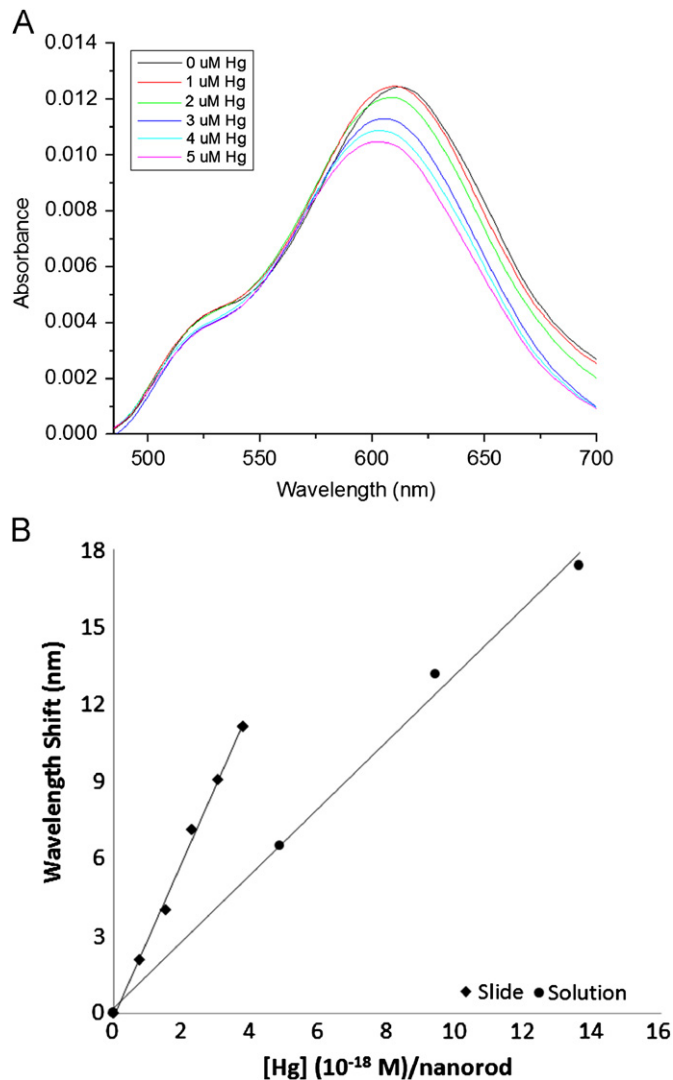 A
0.014
0.012
0.010
0.008
0.006
0.004
0.002
0.000
Absorbance
0 uM Hg
1 uM Hg
2 uM Hg
3 uM Hg
4 uM Hg
5 uM Hg
500 550 600 650 700
Wavelength (nm)
B
18
15
12
9
6
3
0
Wavelength Shift (nm)
Slide Solution
0 2 4 6 8 10 12 14 16
[Hg] (10⁻¹⁸ M)/nanorod